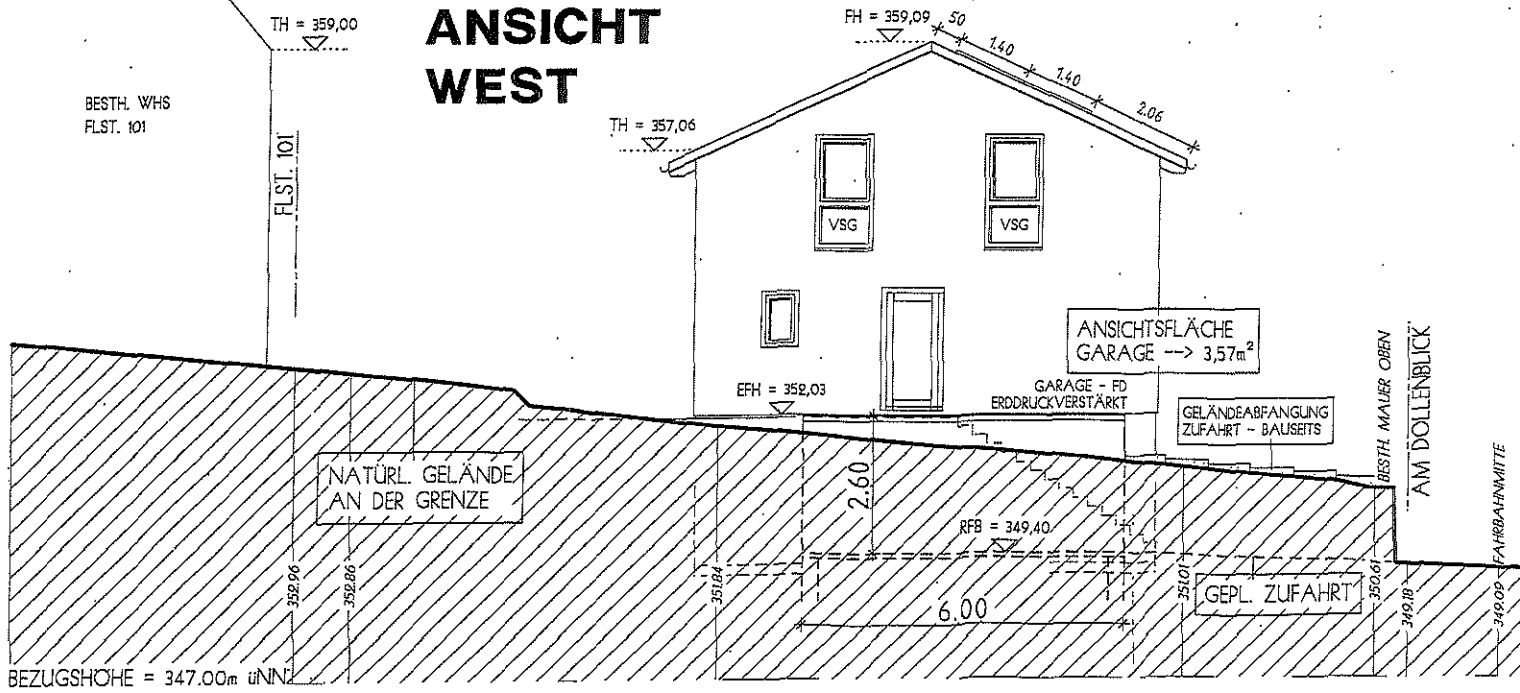 ANSICHT
WEST
TH = 359,00
FH = 359,09
50
1.40
1.40
2.06
BESTH. WHS
FLST. 101
FLST. 101
TH = 357,06
VSG
VSG
ANSICHTSFLÄCHE
GARAGE --> 3,57m²
EFH = 352,03
GARAGE - FD
ERDDRUCKVERSTÄRKT
GELÄNDEABFANGUNG
ZUFAHRT - BAUSEITS
BESTH. MAUER OBEN
AM DOLLENBLICK
FAHRBAHNMITTE
NATÜRL. GELÄNDE
AN DER GRENZE
2.60
RFB = 349,40
GEPL. ZUFAHRT
6.00
352.96
352.86
351.84
351.01
350.61
349.18
349.09
BEZUGSHÖHE = 347.00m üNN